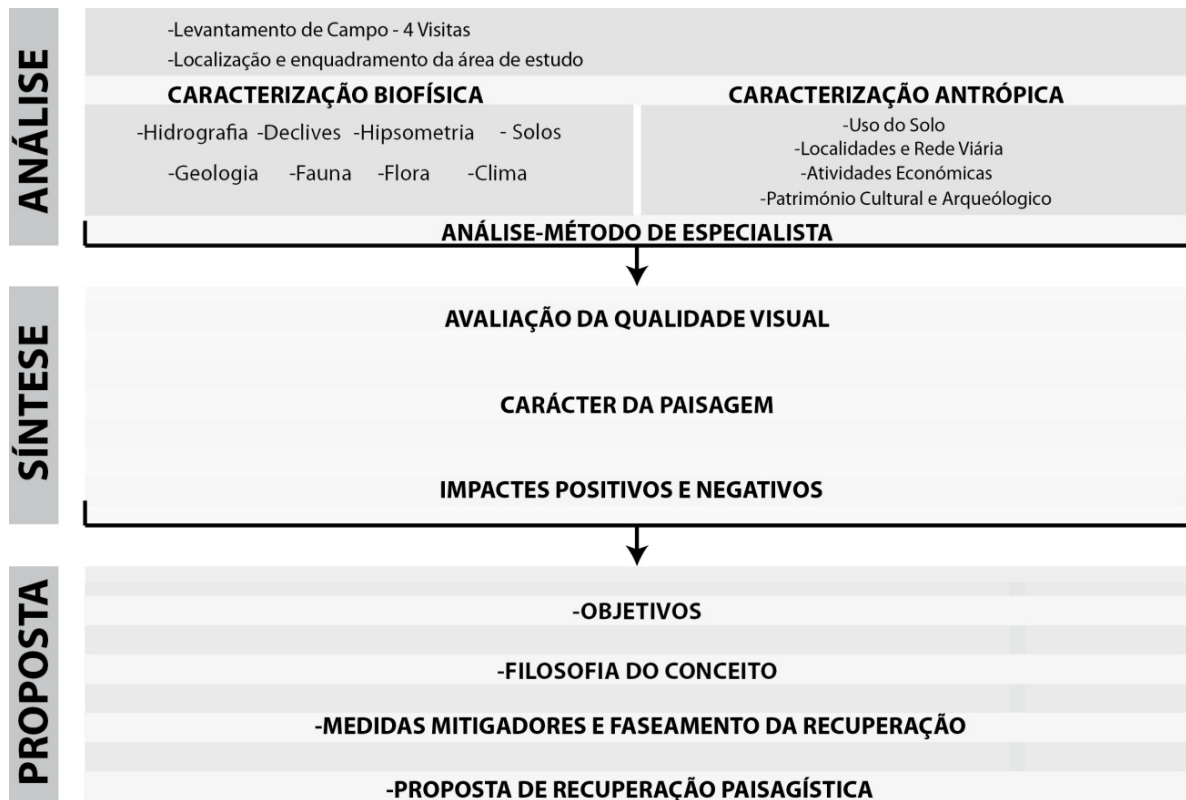 ANÁLISE
-Levantamento de Campo - 4 Visitas
-Localização e enquadramento da área de estudo
CARACTERIZAÇÃO BIOFÍSICA
-Hidrografia -Declives -Hipsometria - Solos
-Geologia -Fauna -Flora -Clima
CARACTERIZAÇÃO ANTRÓPICA
-Uso do Solo
-Localidades e Rede Viária
-Atividades Económicas
-Património Cultural e Arqueólogico
ANÁLISE-MÉTODO DE ESPECIALISTA
SÍNTESE
AVALIAÇÃO DA QUALIDADE VISUAL
CARÁCTER DA PAISAGEM
IMPACTES POSITIVOS E NEGATIVOS
PROPOSTA
-OBJETIVOS
-FILOSOFIA DO CONCEITO
-MEDIDAS MITIGADORES E FASEAMENTO DA RECUPERAÇÃO
-PROPOSTA DE RECUPERAÇÃO PAISAGÍSTICA